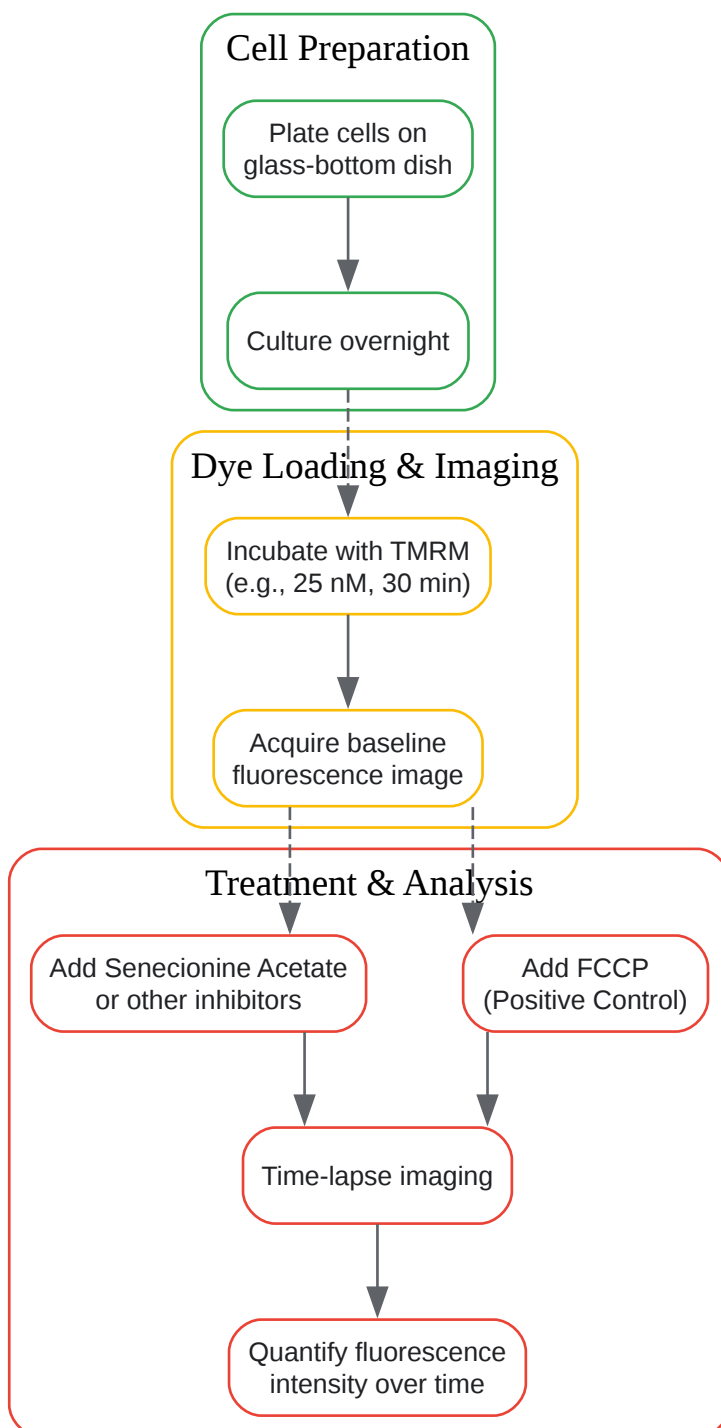 Cell Preparation
Plate cells on
glass-bottom dish
Culture overnight
Dye Loading & Imaging
Incubate with TMRM
(e.g., 25 nM, 30 min)
Acquire baseline
fluorescence image
Treatment & Analysis
Add Senecionine Acetate
or other inhibitors
Add FCCP
(Positive Control)
Time-lapse imaging
Quantify fluorescence
intensity over time